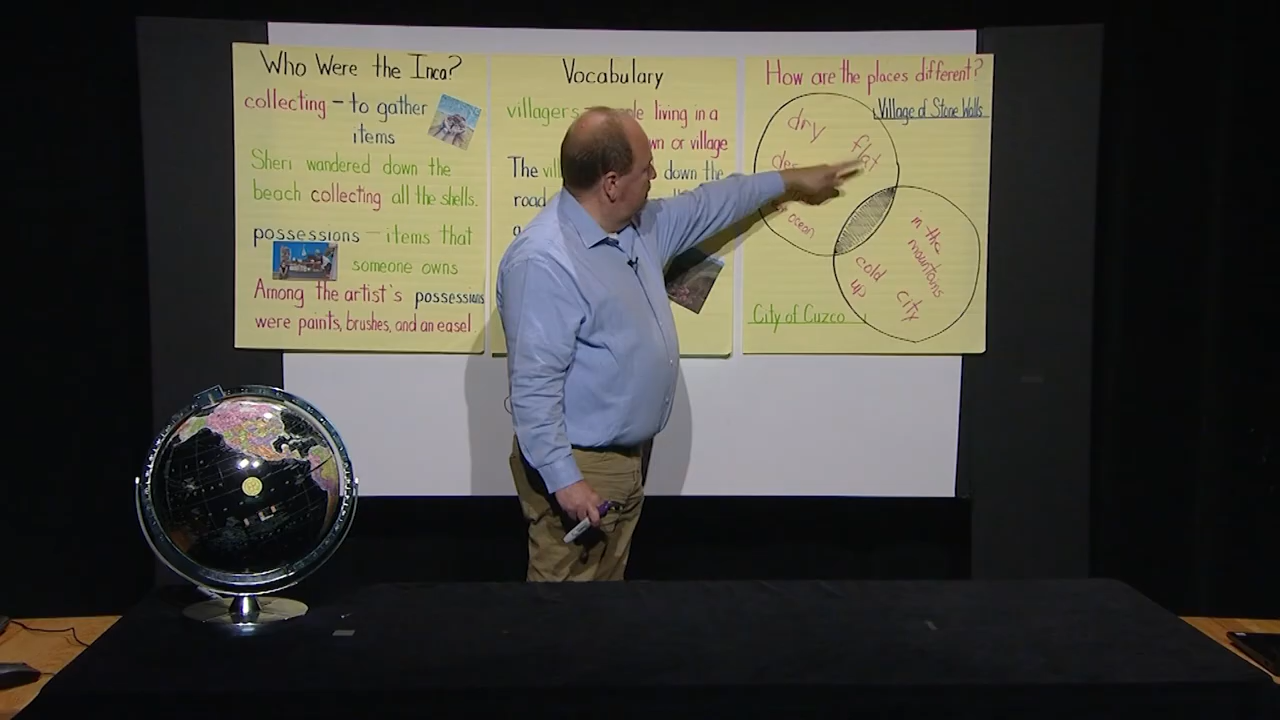 Who Were the Inca?
collecting – to gather
items
Sheri wandered down the
beach collecting all the shells.
possessions – items that
someone owns
Among the artist's possessions
were paints, brushes, and an easel
Vocabulary
villagers living in a
or village
The down the
road
How are the places different?
Village of Stone Walls
dry
flat
ocean
in the
mountains
cold
up
city
City of Cuzco